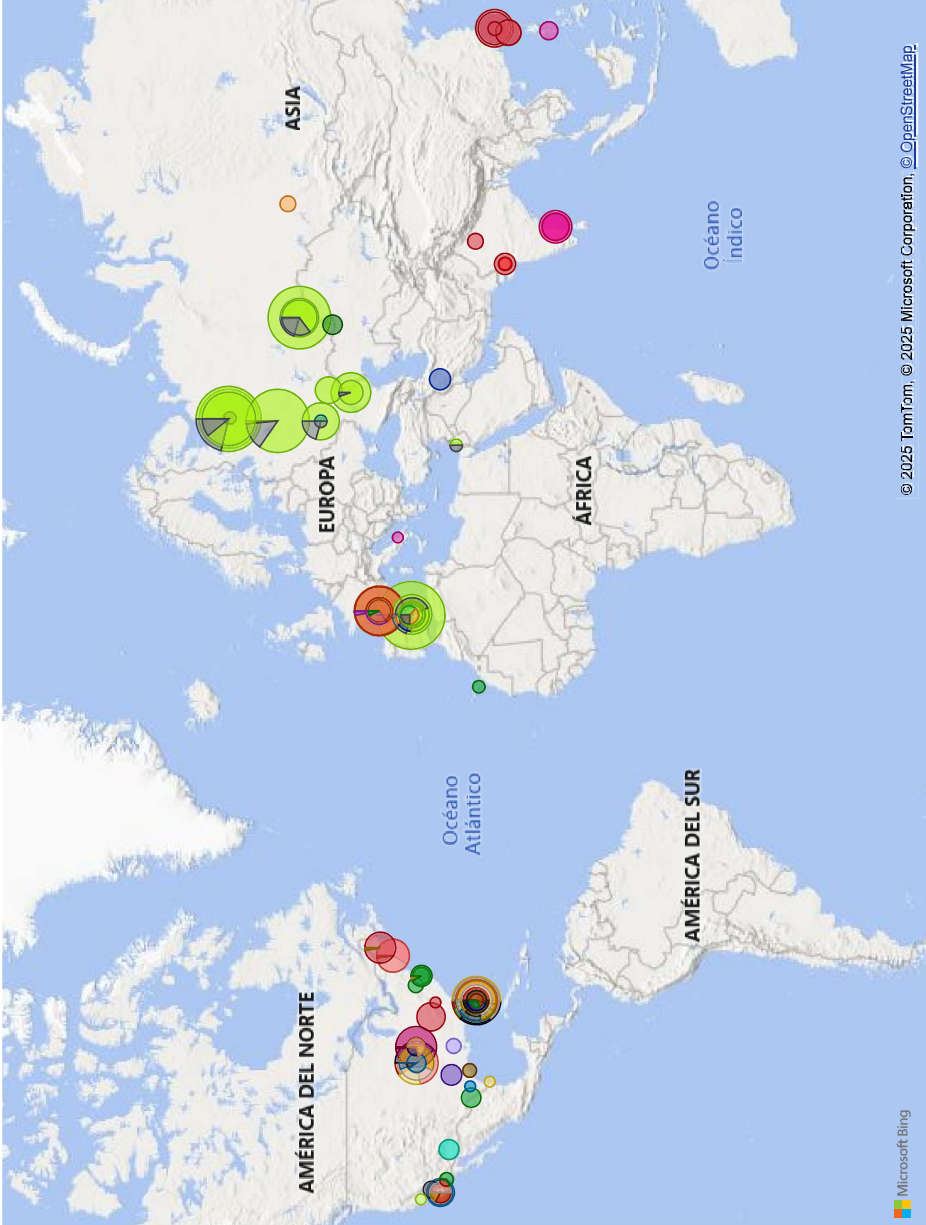 AMÉRICA DEL NORTE
EUROPA
ASIA
Océano
Atlántico
ÁFRICA
AMÉRICA DEL SUR
Océano
Índico
Microsoft Bing
© 2025 TomTom, © 2025 Microsoft Corporation, © OpenStreetMap